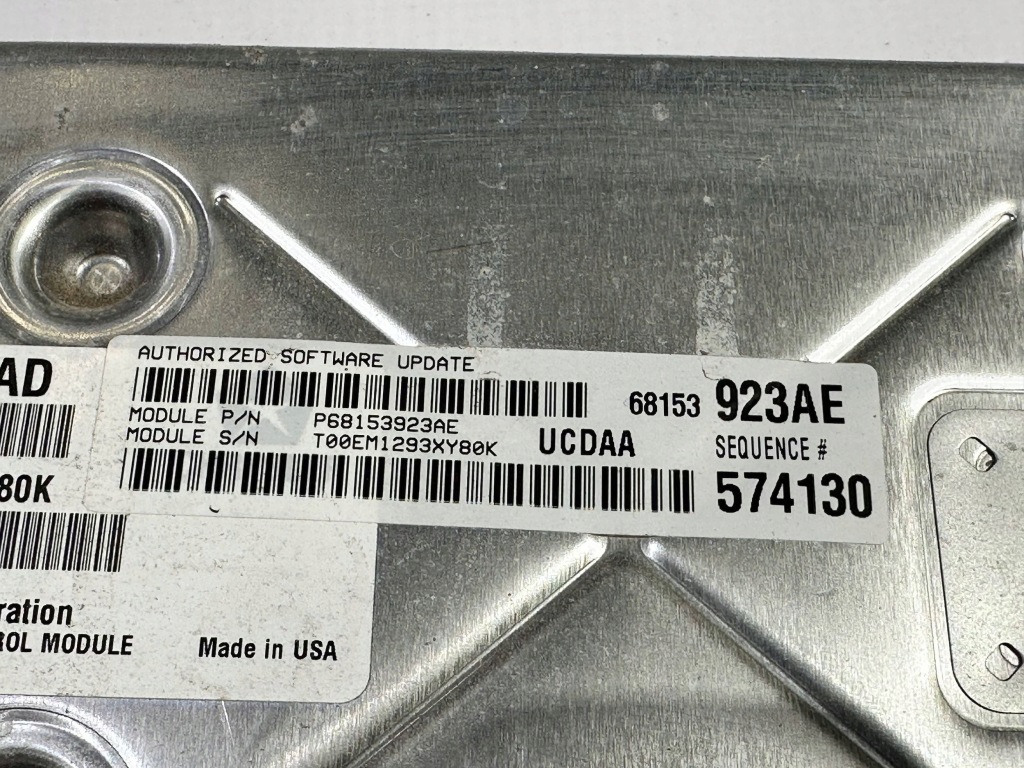 AUTHORIZED SOFTWARE UPDATE
68153 923AE
MODULE P/N P68153923AE
MODULE S/N T00EM1293XY80K
UCDAA
SEQUENCE #
574130
AD
80K
ration
ROL MODULE
Made in USA